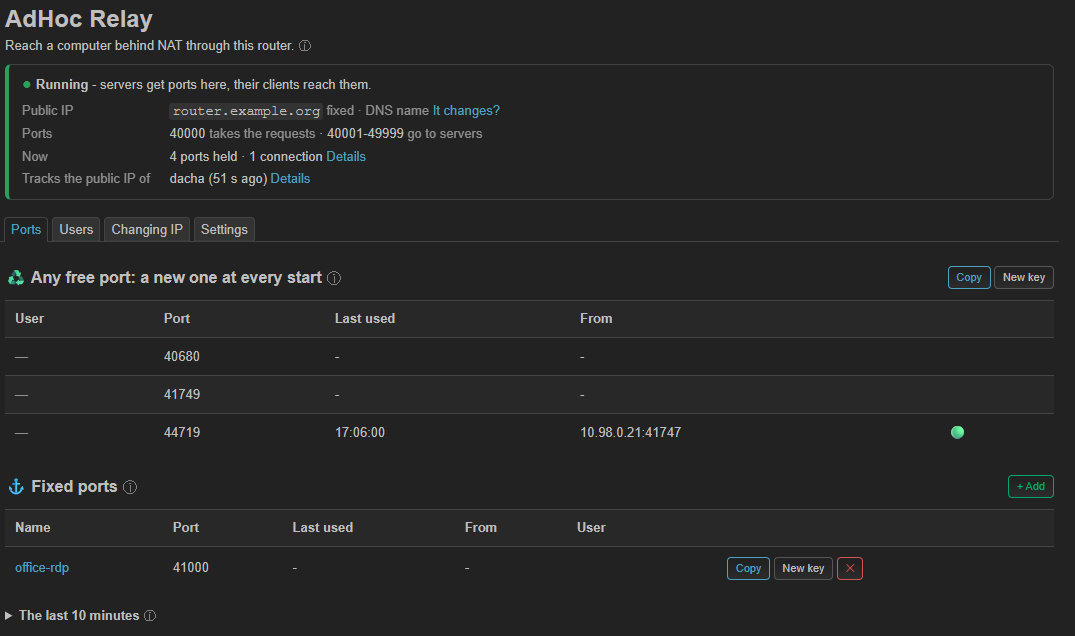 AdHoc Relay
Reach a computer behind NAT through this router. ⓘ
Running - servers get ports here, their clients reach them.
Public IP router.example.org fixed · DNS name It changes?
Ports 40000 takes the requests · 40001-49999 go to servers
Now 4 ports held · 1 connection Details
Tracks the public IP of dacha (51 s ago) Details
Ports Users Changing IP Settings
Any free port: a new one at every start ⓘ Copy New key
User Port Last used From
— 40680 - -
— 41749 - -
— 44719 17:06:00 10.98.0.21:41747
Fixed ports ⓘ + Add
Name Port Last used From User
office-rdp 41000 - - Copy New key ✕
▶ The last 10 minutes ⓘ